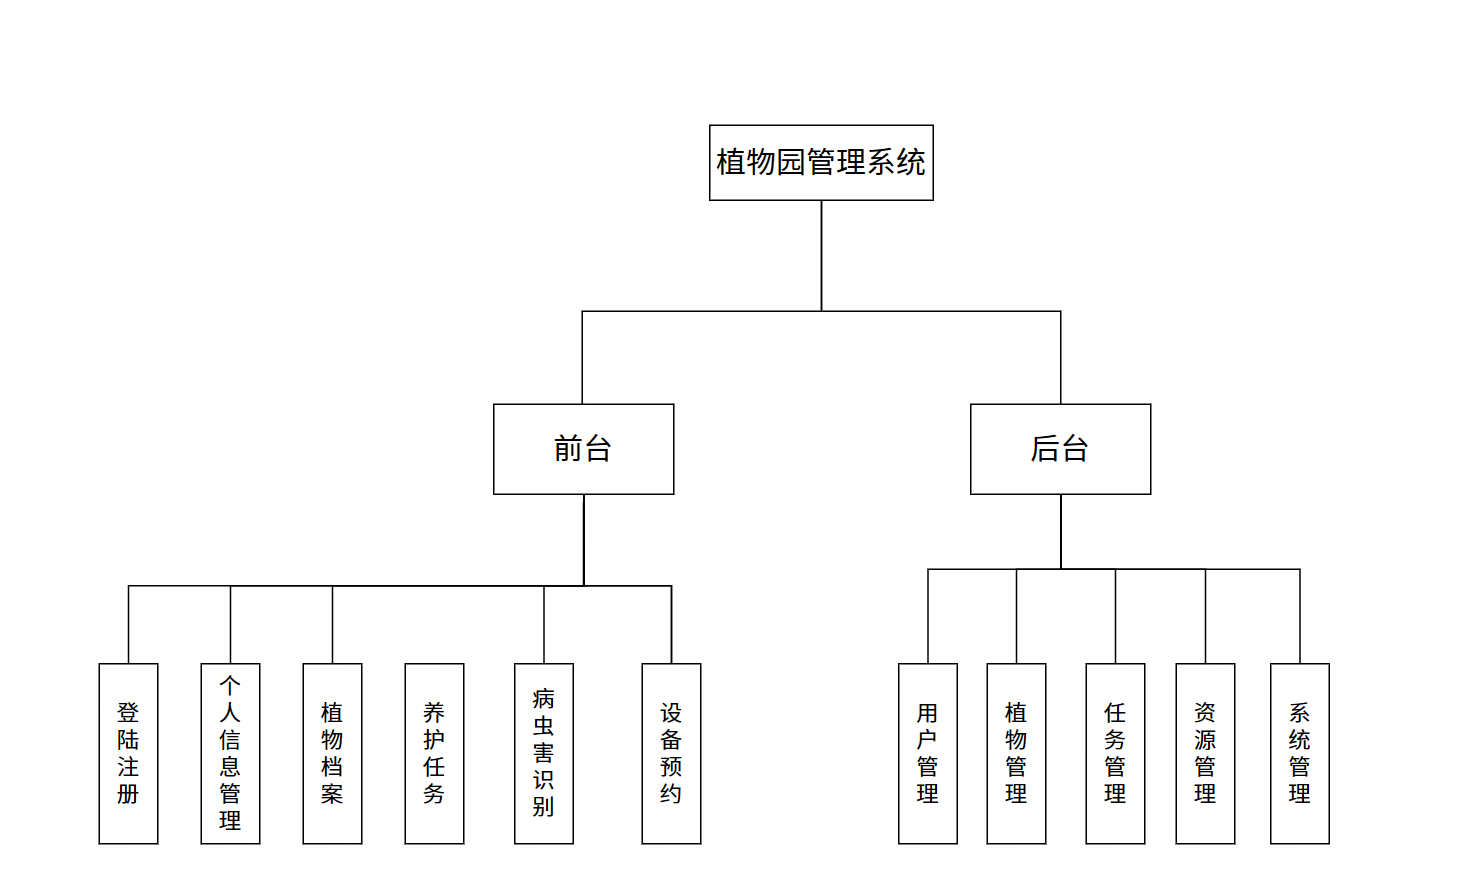 植物园管理系统
前台
后台
登陆注册
个人信息管理
植物档案
养护任务
病虫害识别
设备预约
用户管理
植物管理
任务管理
资源管理
系统管理